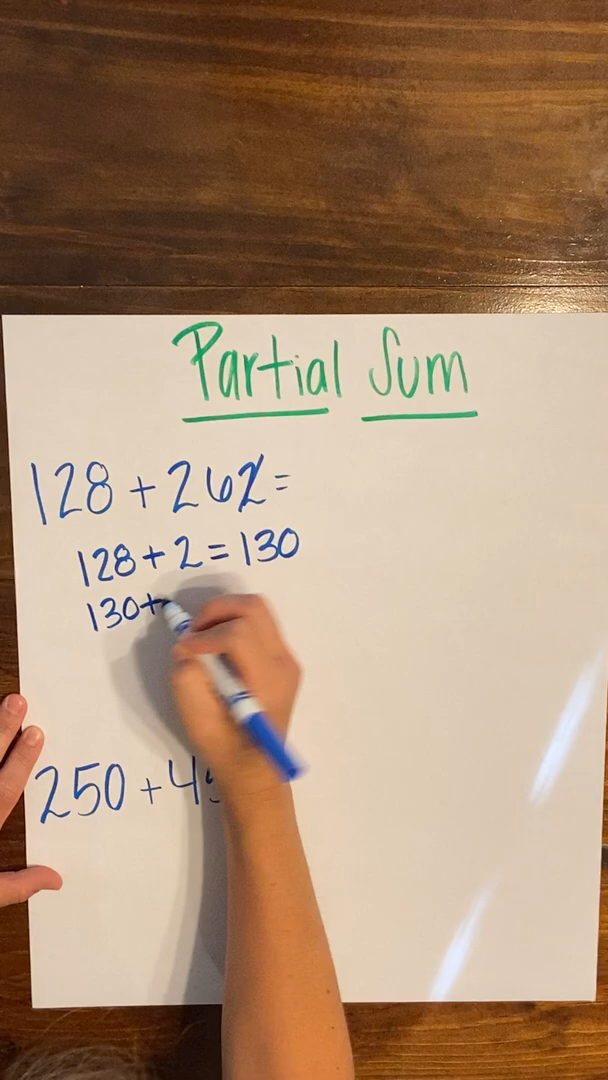 Partial Sum
128 + 262 =
128 + 2 = 130
130 +
250 + 4